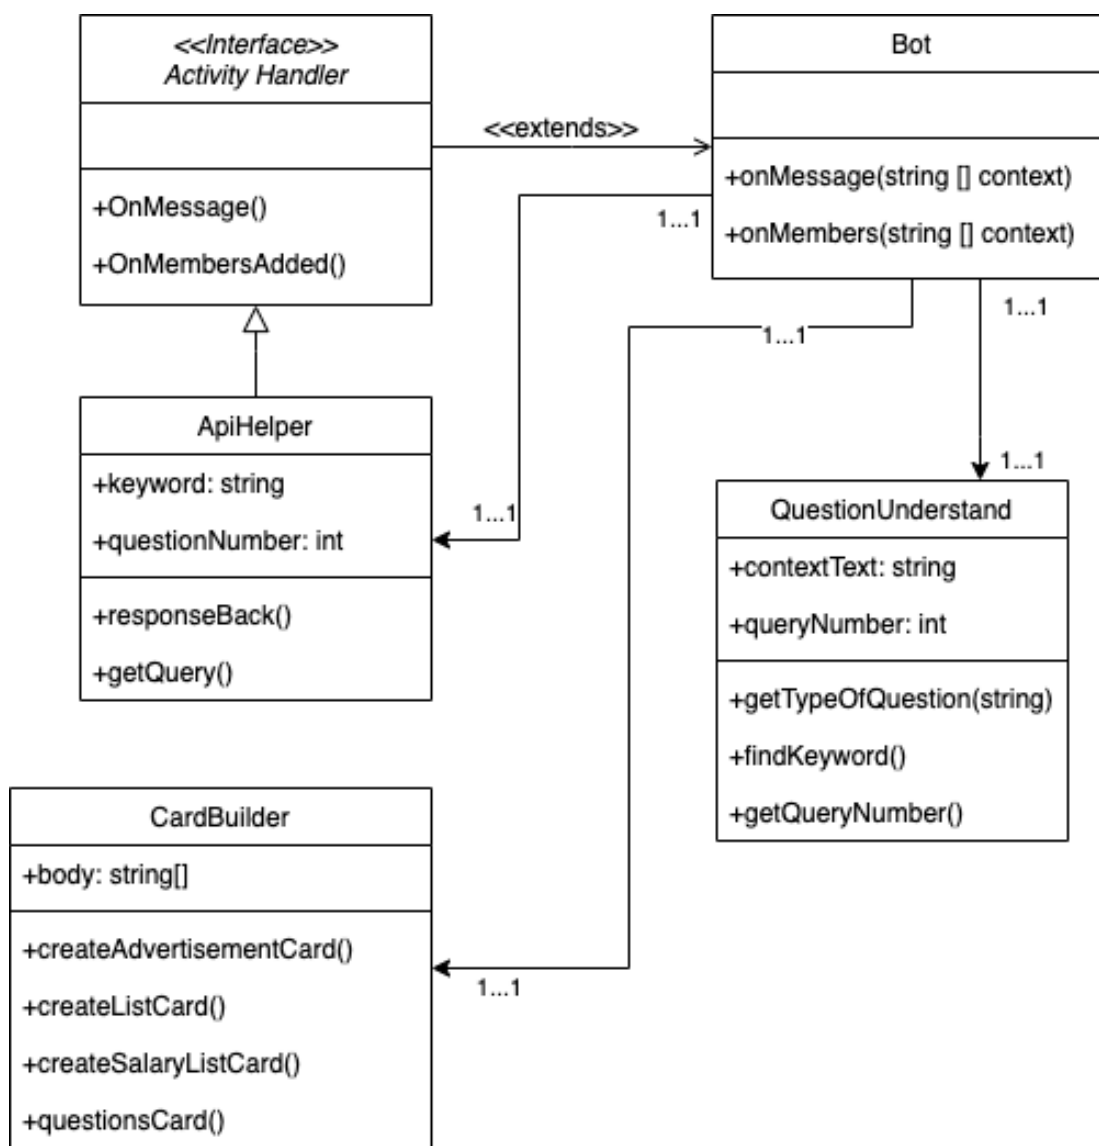 <<Interface>>
Activity Handler
+OnMessage()
+OnMembersAdded()
<<extends>>
Bot
+onMessage(string [] context)
+onMembers(string [] context)
1...1
1...1
1...1
ApiHelper
+keyword: string
+questionNumber: int
+responseBack()
+getQuery()
1...1
1...1
QuestionUnderstand
+contextText: string
+queryNumber: int
+getTypeOfQuestion(string)
+findKeyword()
+getQueryNumber()
CardBuilder
+body: string[]
+createAdvertisementCard()
+createListCard()
+createSalaryListCard()
+questionsCard()
1...1